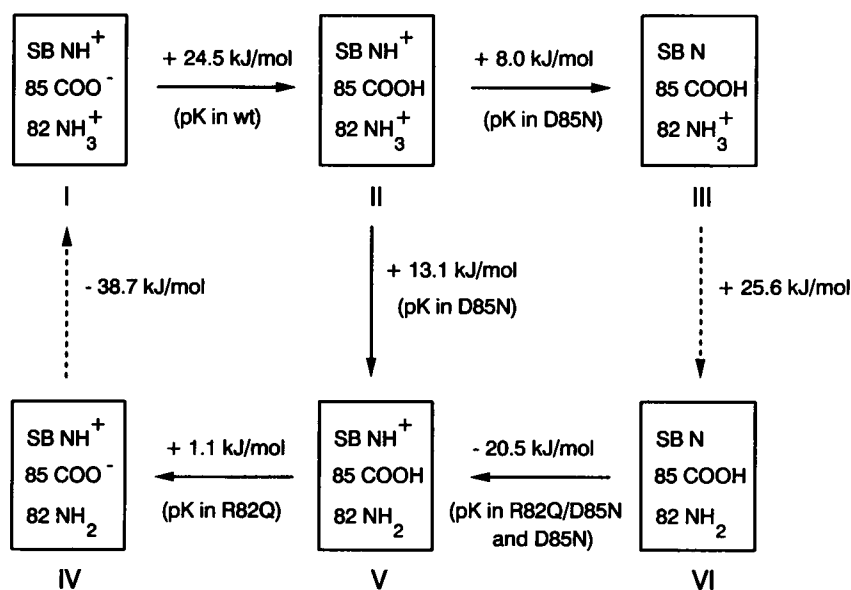 SB NH+
85 COO-
82 NH3+
I
+ 24.5 kJ/mol
(pK in wt)
SB NH+
85 COOH
82 NH3+
II
+ 8.0 kJ/mol
(pK in D85N)
SB N
85 COOH
82 NH3+
III
- 38.7 kJ/mol
+ 13.1 kJ/mol
(pK in D85N)
+ 25.6 kJ/mol
SB NH+
85 COO-
82 NH2
IV
+ 1.1 kJ/mol
(pK in R82Q)
SB NH+
85 COOH
82 NH2
V
- 20.5 kJ/mol
(pK in R82Q/D85N
and D85N)
SB N
85 COOH
82 NH2
VI